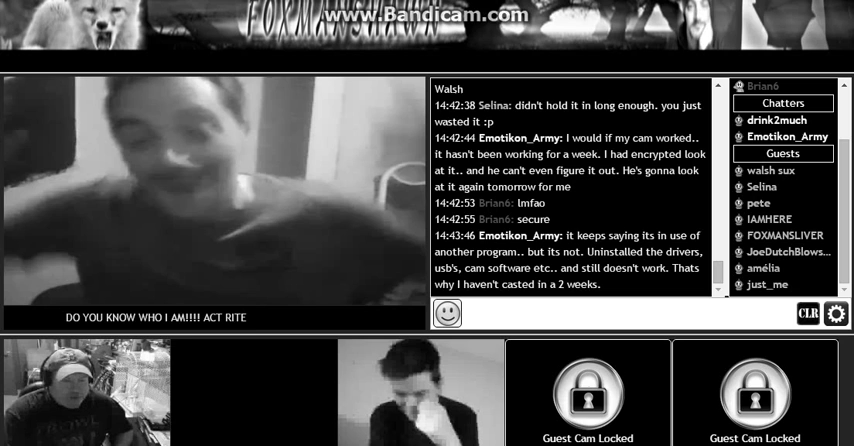 www.Bandicam.com
FOXMANSHAWN
Walsh
14:42:38 Selina: didn't hold it in long enough. you just
wasted it :p
14:42:44 Emotikon_Army: I would if my cam worked..
it hasn't been working for a week. I had encrypted look
at it.. and he can't even figure it out. He's gonna look
at it again tomorrow for me
14:42:53 Brian6: lmfao
14:42:55 Brian6: secure
14:43:46 Emotikon_Army: it keeps saying its in use of
another program.. but its not. Uninstalled the drivers,
usb's, cam software etc.. and still doesn't work. Thats
why I haven't casted in a 2 weeks.
Brian6
Chatters
drink2much
Emotikon_Army
Guests
walsh sux
Selina
pete
IAMHERE
FOXMANSLIVER
JoeDutchBlows...
amélia
just_me
CLR
DO YOU KNOW WHO I AM!!!! ACT RITE
Guest Cam Locked
Guest Cam Locked